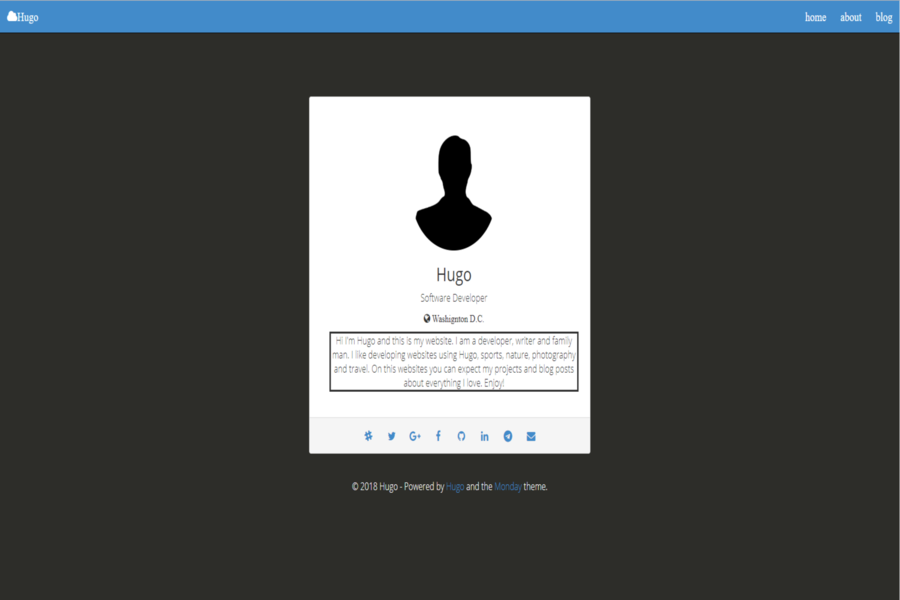 Hugo
home about blog
Hugo
Software Developer
Washignton D.C.
Hi I'm Hugo and this is my website. I am a developer, writer and family
man. I like developing websites using Hugo, sports, nature, photography
and travel. On this websites you can expect my projects and blog posts
about everything I love. Enjoy!
© 2018 Hugo - Powered by Hugo and the Monday theme.